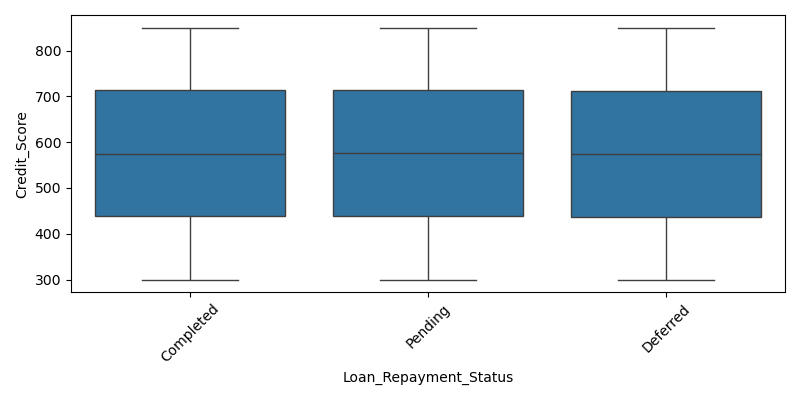 Credit_Score
800
700
600
500
400
300
Completed
Pending
Deferred
Loan_Repayment_Status